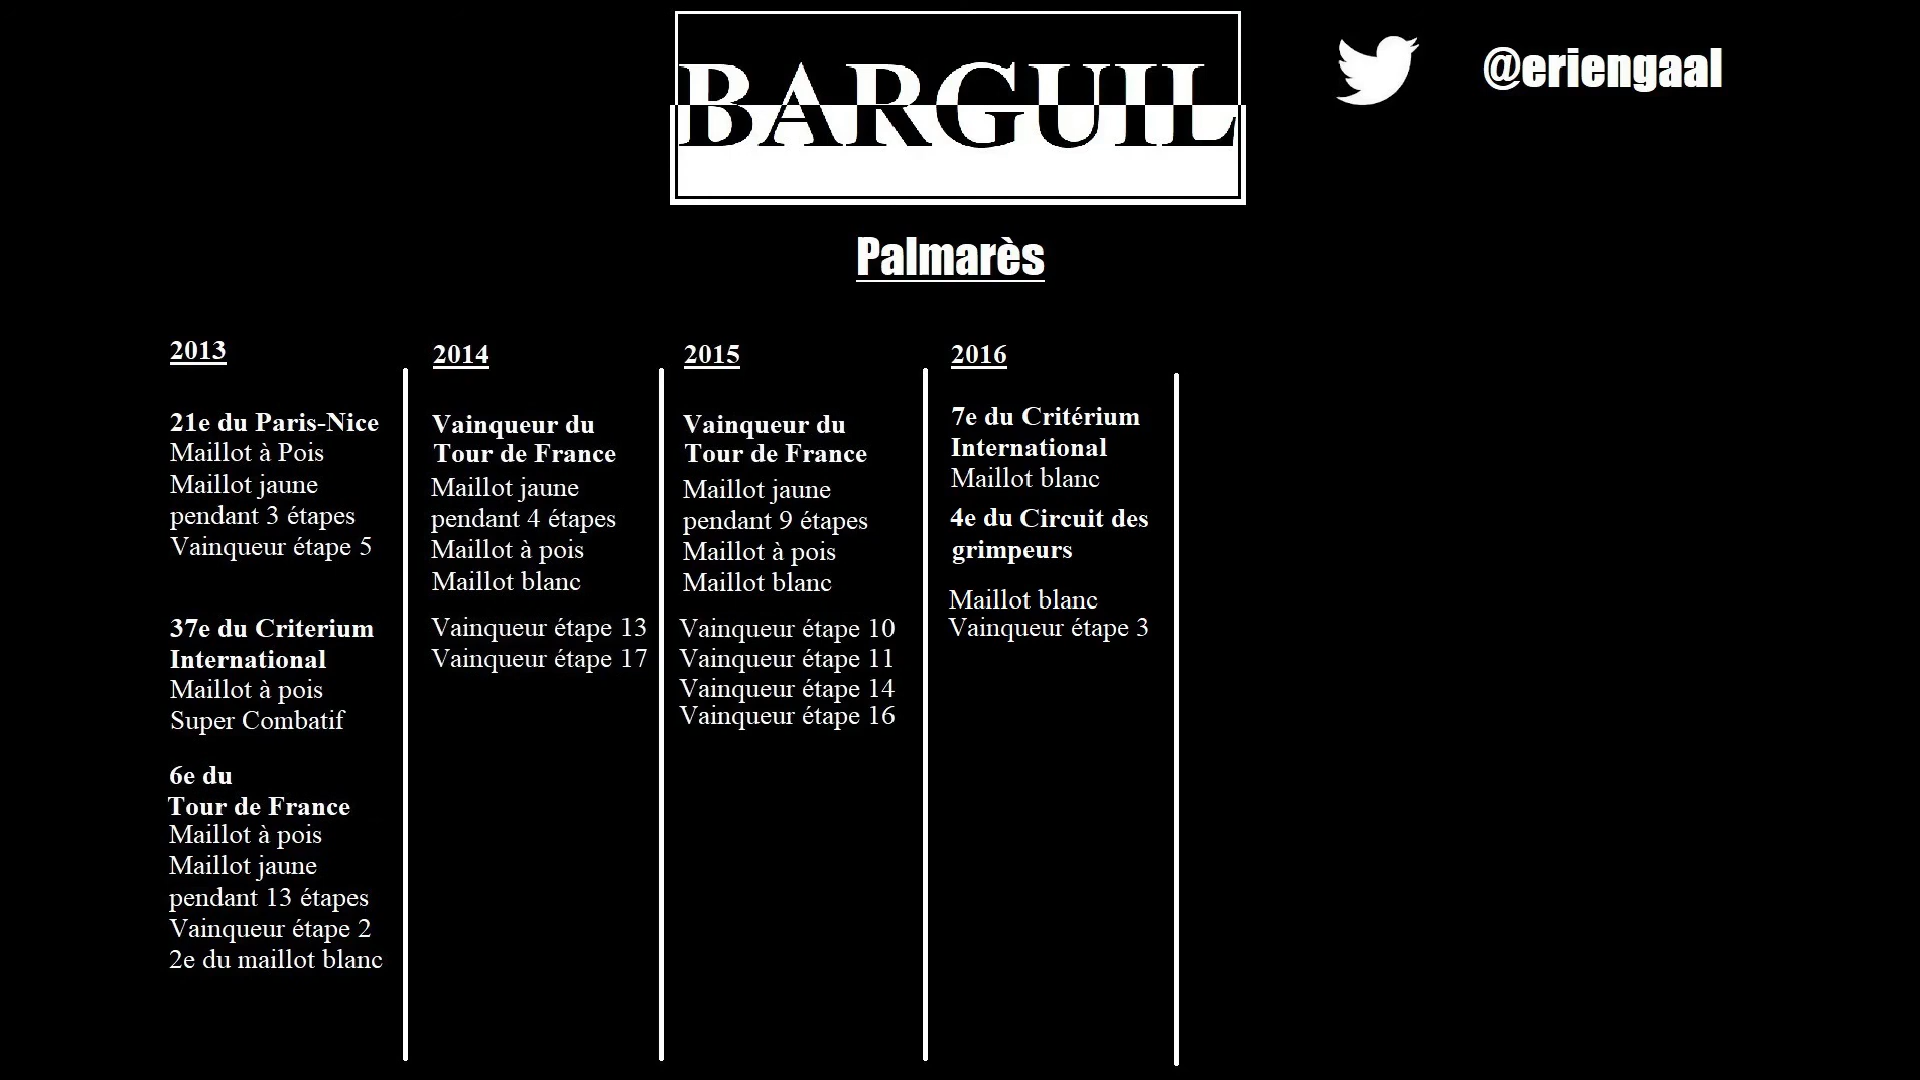 BARGUIL
@eriengaal
Palmarès
2013
21e du Paris-Nice
Maillot à Pois
Maillot jaune
pendant 3 étapes
Vainqueur étape 5
37e du Criterium
International
Maillot à pois
Super Combatif
6e du
Tour de France
Maillot à pois
Maillot jaune
pendant 13 étapes
Vainqueur étape 2
2e du maillot blanc
2014
Vainqueur du
Tour de France
Maillot jaune
pendant 4 étapes
Maillot à pois
Maillot blanc
Vainqueur étape 13
Vainqueur étape 17
2015
Vainqueur du
Tour de France
Maillot jaune
pendant 9 étapes
Maillot à pois
Maillot blanc
Vainqueur étape 10
Vainqueur étape 11
Vainqueur étape 14
Vainqueur étape 16
2016
7e du Critérium
International
Maillot blanc
4e du Circuit des
grimpeurs
Maillot blanc
Vainqueur étape 3